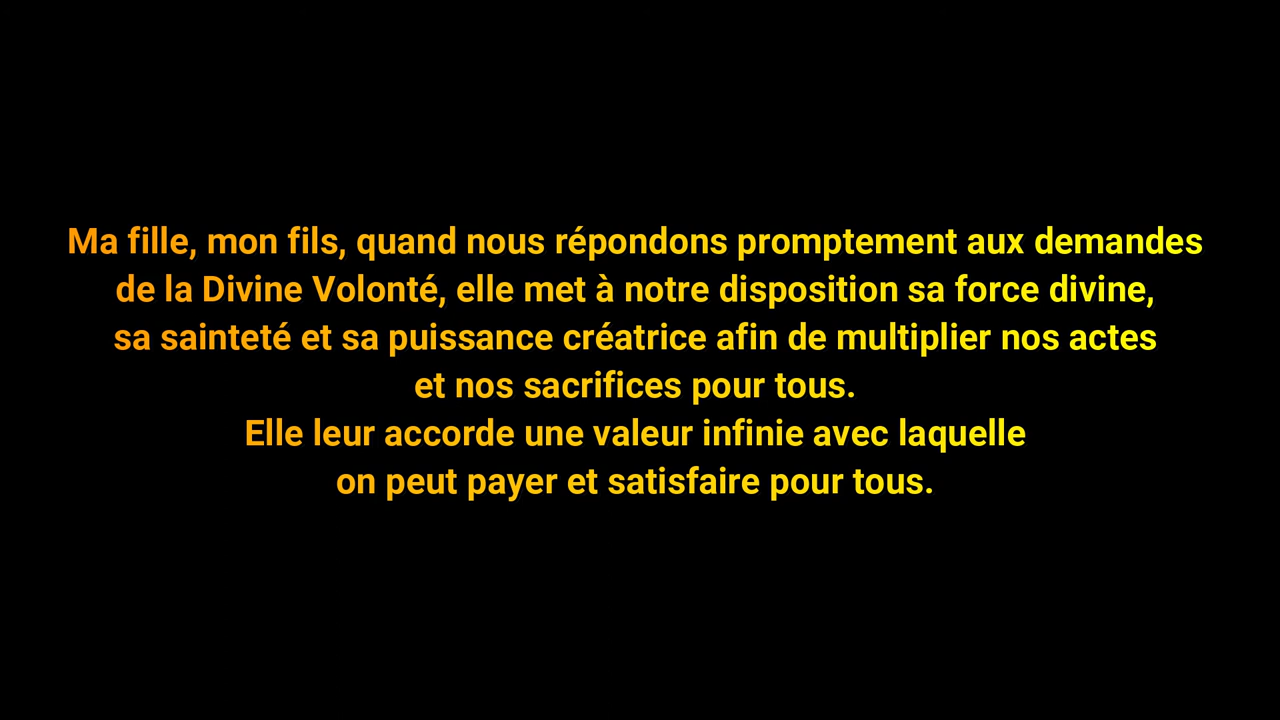 Ma fille, mon fils, quand nous répondons promptement aux demandes
de la Divine Volonté, elle met à notre disposition sa force divine,
sa sainteté et sa puissance créatrice afin de multiplier nos actes
et nos sacrifices pour tous.
Elle leur accorde une valeur infinie avec laquelle
on peut payer et satisfaire pour tous.